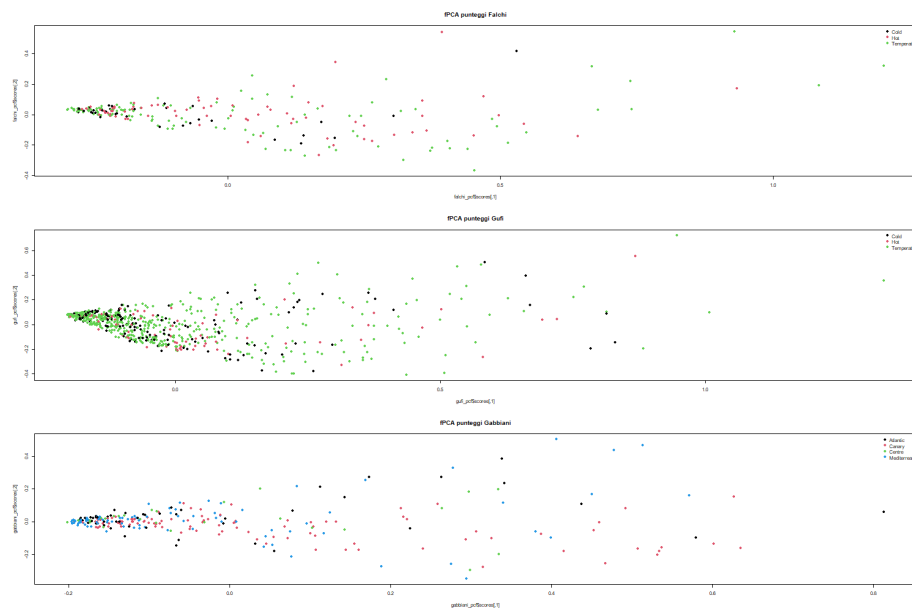 fPCA punteggi Falchi
Cold
Hot
Temperat
falchi_pcf$scores[,2]
0.4
0.2
0.0
-0.2
-0.4
0.0
0.5
1.0
falchi_pcf$scores[,1]
fPCA punteggi Gufi
Cold
Hot
Temperat
gufi_pcf$scores[,2]
0.6
0.4
0.2
0.0
-0.2
-0.4
0.0
0.5
1.0
gufi_pcf$scores[,1]
fPCA punteggi Gabbiani
Atlantic
Canary
Centre
Mediterrea
gabbiani_pcf$scores[,2]
0.4
0.2
0.0
-0.2
-0.2
0.0
0.2
0.4
0.6
0.8
gabbiani_pcf$scores[,1]